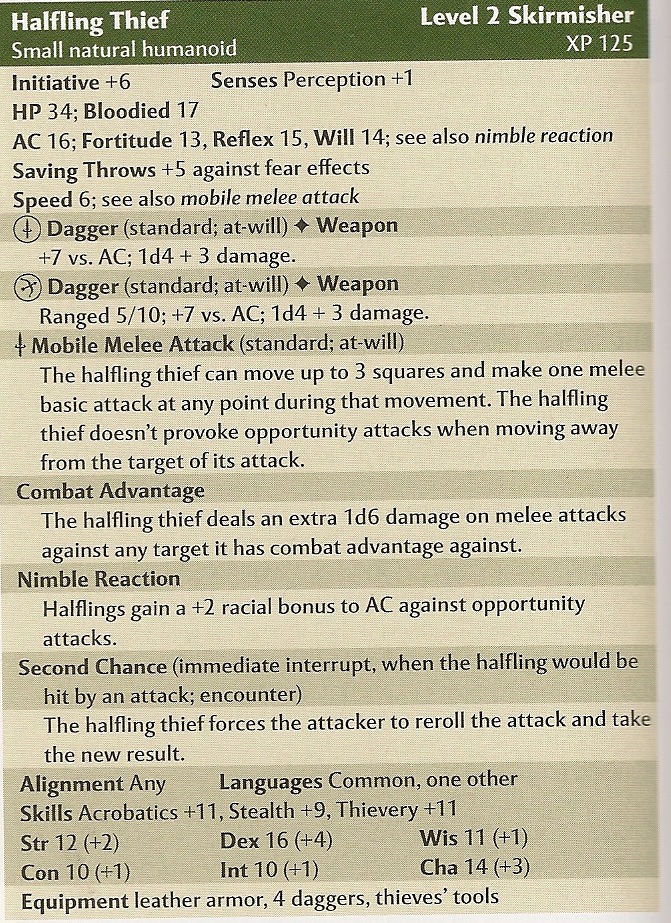 Halfling Thief Level 2 Skirmisher
Small natural humanoid XP 125
Initiative +6 Senses Perception +1
HP 34; Bloodied 17
AC 16; Fortitude 13, Reflex 15, Will 14; see also nimble reaction
Saving Throws +5 against fear effects
Speed 6; see also mobile melee attack
Dagger (standard; at-will) ✦ Weapon
+7 vs. AC; 1d4 + 3 damage.
Dagger (standard; at-will) ✦ Weapon
Ranged 5/10; +7 vs. AC; 1d4 + 3 damage.
Mobile Melee Attack (standard; at-will)
The halfling thief can move up to 3 squares and make one melee
basic attack at any point during that movement. The halfling
thief doesn't provoke opportunity attacks when moving away
from the target of its attack.
Combat Advantage
The halfling thief deals an extra 1d6 damage on melee attacks
against any target it has combat advantage against.
Nimble Reaction
Halflings gain a +2 racial bonus to AC against opportunity
attacks.
Second Chance (immediate interrupt, when the halfling would be
hit by an attack; encounter)
The halfling thief forces the attacker to reroll the attack and take
the new result.
Alignment Any Languages Common, one other
Skills Acrobatics +11, Stealth +9, Thievery +11
Str 12 (+2) Dex 16 (+4) Wis 11 (+1)
Con 10 (+1) Int 10 (+1) Cha 14 (+3)
Equipment leather armor, 4 daggers, thieves' tools